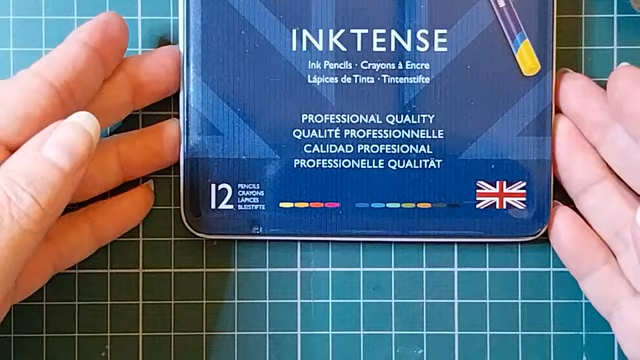 INKTENSE
Ink Pencils · Crayons à Encre
Lápices de Tinta · Tintenstifte
PROFESSIONAL QUALITY
QUALITÉ PROFESSIONNELLE
CALIDAD PROFESIONAL
PROFESSIONELLE QUALITÄT
12
PENCILS
CRAYONS
LÁPICES
BLEISTIFTE